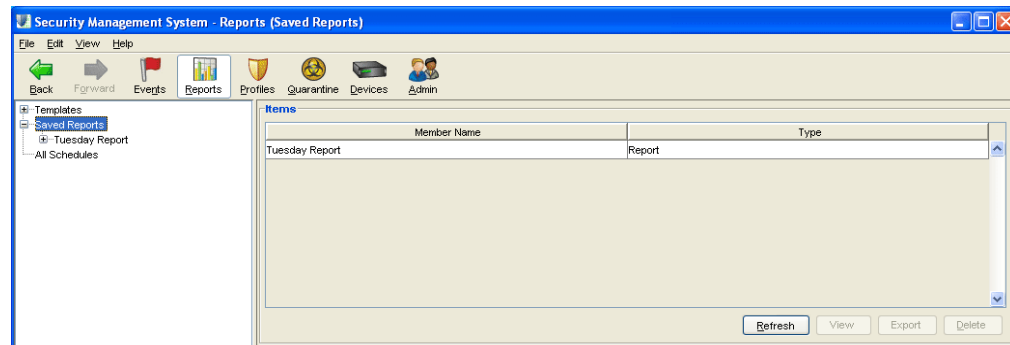 Security Management System - Reports (Saved Reports)
File Edit View Help
Back Forward Events Reports Profiles Quarantine Devices Admin
Templates
Saved Reports
Tuesday Report
All Schedules
Items
Member Name Type
Tuesday Report Report
Refresh View Export Delete